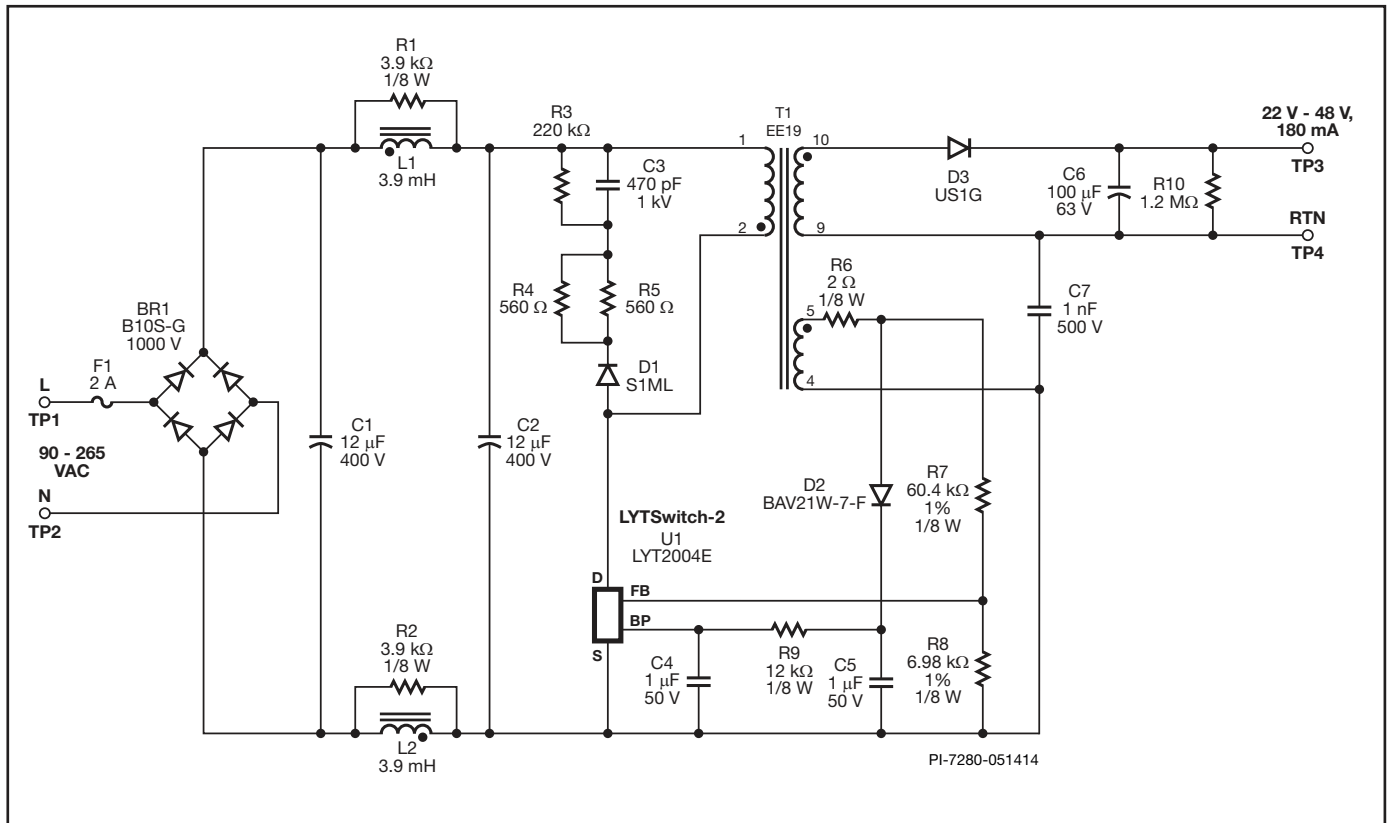 R1
3.9 kΩ
1/8 W
L1
3.9 mH
R3
220 kΩ
C3
470 pF
1 kV
T1
EE19
1
2
10
9
5
4
D3
US1G
C6
100 µF
63 V
R10
1.2 MΩ
22 V - 48 V,
180 mA
TP3
RTN
TP4
R4
560 Ω
R5
560 Ω
R6
2 Ω
1/8 W
C7
1 nF
500 V
BR1
B10S-G
1000 V
F1
2 A
L
TP1
90 - 265
VAC
N
TP2
C1
12 µF
400 V
C2
12 µF
400 V
D1
S1ML
D2
BAV21W-7-F
R7
60.4 kΩ
1%
1/8 W
LYTSwitch-2
U1
LYT2004E
D
FB
BP
S
R2
3.9 kΩ
1/8 W
L2
3.9 mH
C4
1 µF
50 V
R9
12 kΩ
1/8 W
C5
1 µF
50 V
R8
6.98 kΩ
1%
1/8 W
PI-7280-051414